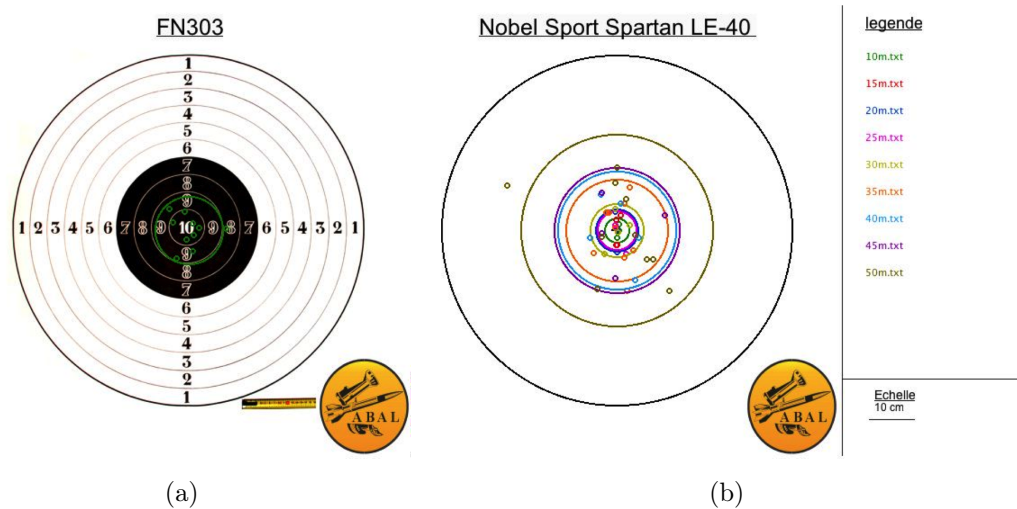 FN303
1
2
3
4
5
6
7
8
9
1 2 3 4 5 6 7 8 9 10 9 8 7 6 5 4 3 2 1
9
8
7
6
5
4
3
2
1
ABAL
(a)
Nobel Sport Spartan LE-40
ABAL
(b)
legende
10m.txt
15m.txt
20m.txt
25m.txt
30m.txt
35m.txt
40m.txt
45m.txt
50m.txt
Echelle
10 cm